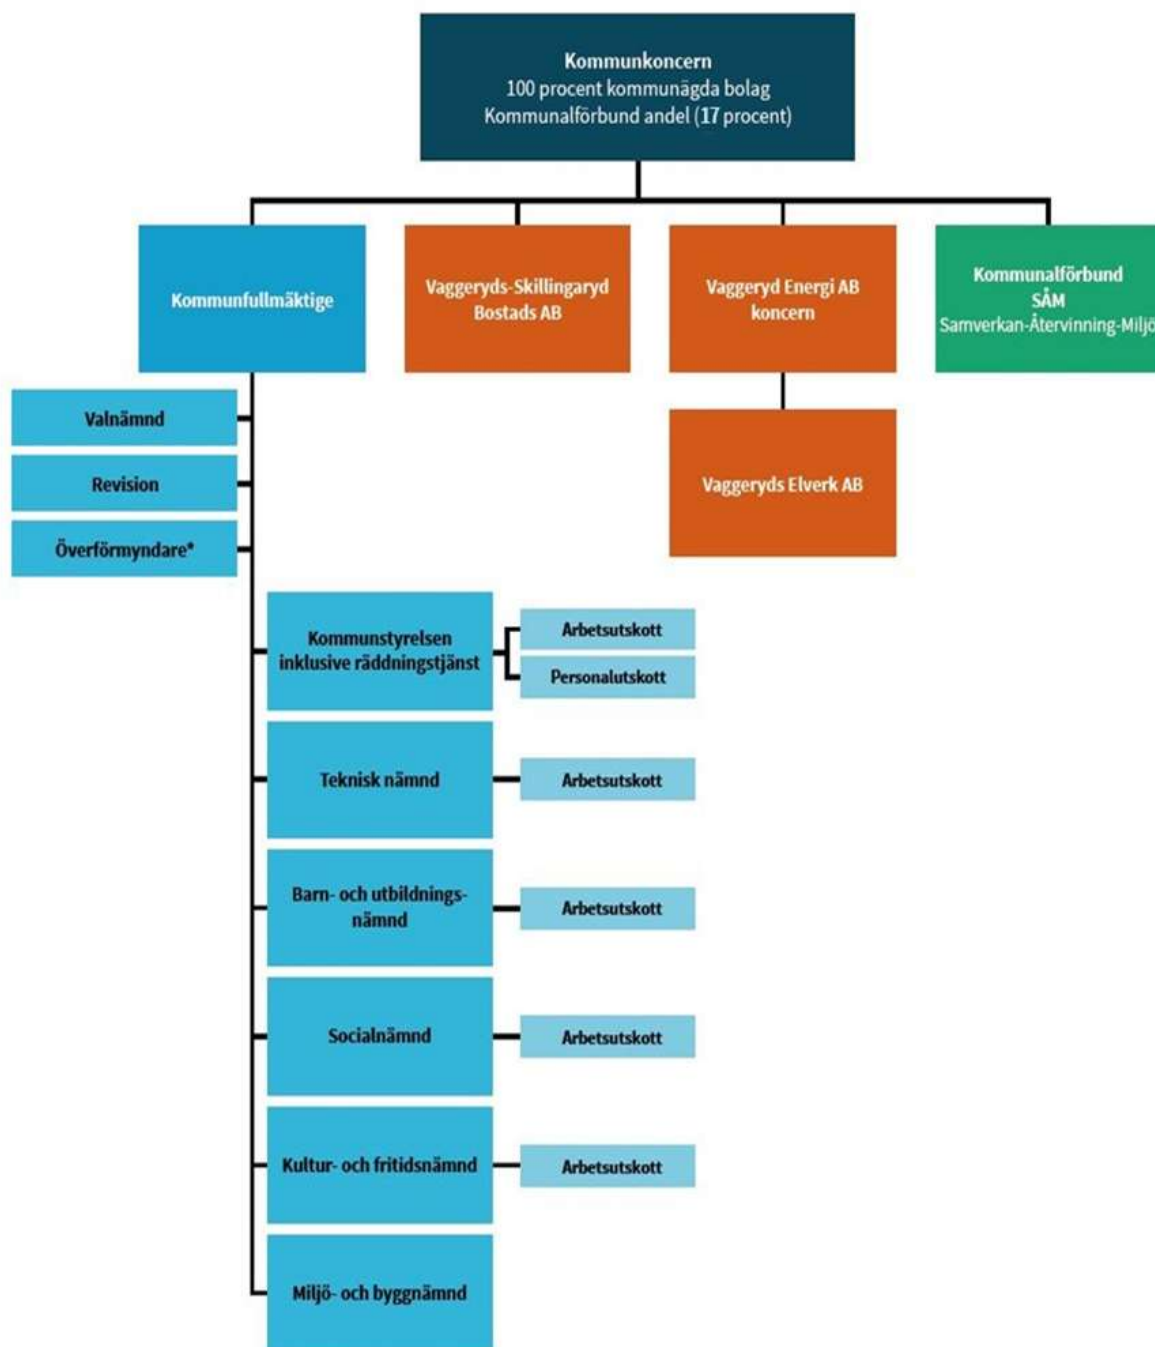 Kommunkoncern
100 procent kommunägda bolag
Kommunalförbund andel (17 procent)
Kommunfullmäktige
Vaggeryds-Skillingaryd
Bostads AB
Vaggeryd Energi AB
koncern
Kommunalförbund
SÅM
Samverkan-Återvinning-Miljö
Vaggeryds Elverk AB
Valnämnd
Revision
Överförmyndare*
Kommunstyrelsen
inklusive räddningstjänst
Arbetsutskott
Personalutskott
Teknisk nämnd
Arbetsutskott
Barn- och utbildnings-
nämnd
Arbetsutskott
Socialnämnd
Arbetsutskott
Kultur- och fritidsnämnd
Arbetsutskott
Miljö- och byggnämnd